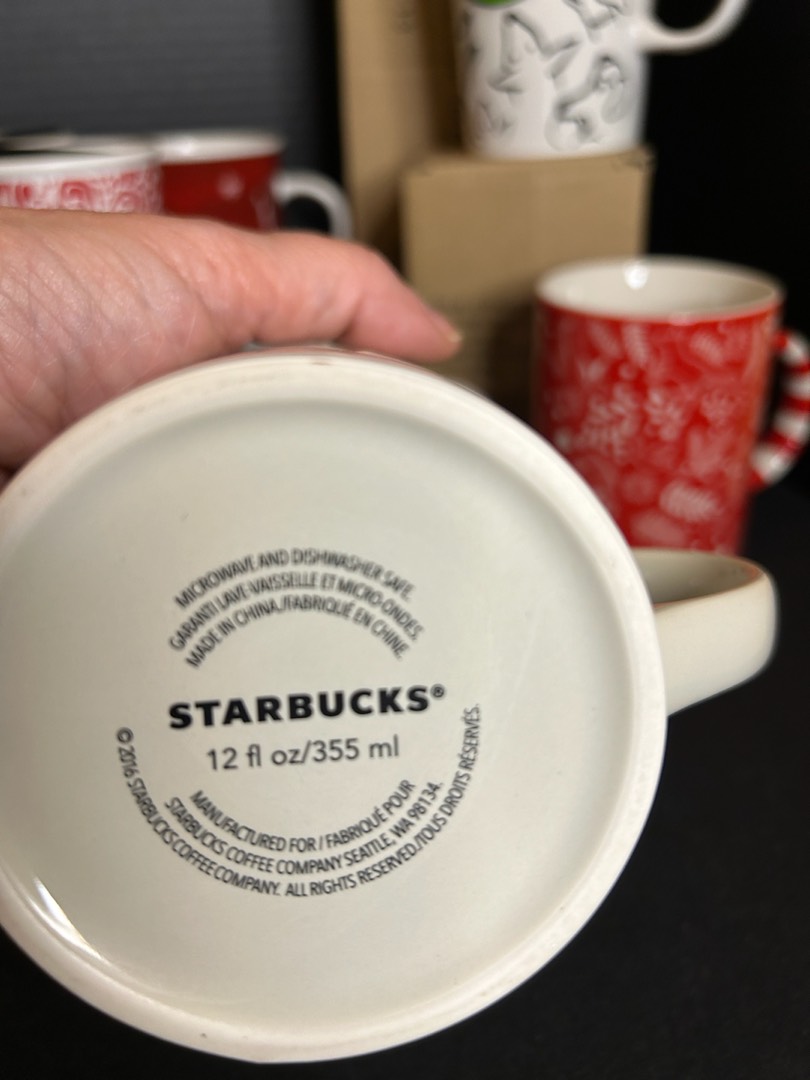 MICROWAVE AND DISHWASHER SAFE.
GARANTI LAVE-VAISSELLE ET MICRO-ONDES.
MADE IN CHINA./FABRIQUÉ EN CHINE.
STARBUCKS®
12 fl oz/355 ml
MANUFACTURED FOR / FABRIQUÉ POUR
STARBUCKS COFFEE COMPANY SEATTLE, WA 98134.
© 2016 STARBUCKS COFFEE COMPANY. ALL RIGHTS RESERVED./TOUS DROITS RÉSERVÉS.